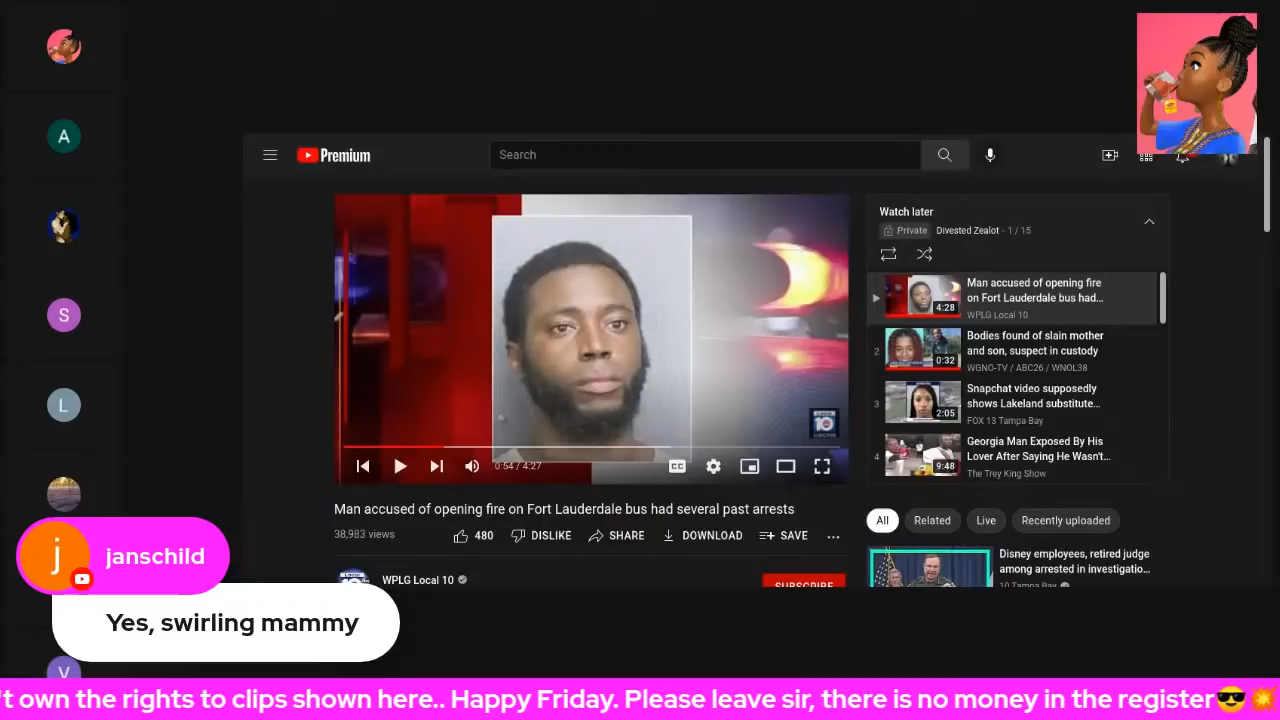 A
S
L
V
janschild
Yes, swirling mammy
Premium
Search
Watch later
Private
Divested Zealot - 1 / 15
4:28
Man accused of opening fire
on Fort Lauderdale bus had…
WPLG Local 10
2
0:32
Bodies found of slain mother
and son, suspect in custody
WGNO-TV / ABC26 / WNOL38
3
2:05
Snapchat video supposedly
shows Lakeland substitute…
FOX 13 Tampa Bay
4
9:48
Georgia Man Exposed By His
Lover After Saying He Wasn't…
The Trey King Show
10
0:54 / 4:27
CC
Man accused of opening fire on Fort Lauderdale bus had several past arrests
38,983 views
480
DISLIKE
SHARE
DOWNLOAD
SAVE
WPLG Local 10
SUBSCRIBE
All
Related
Live
Recently uploaded
Disney employees, retired judge
among arrested in investigatio…
10 Tampa Bay
't own the rights to clips shown here.. Happy Friday. Please leave sir, there is no money in the register😎💥